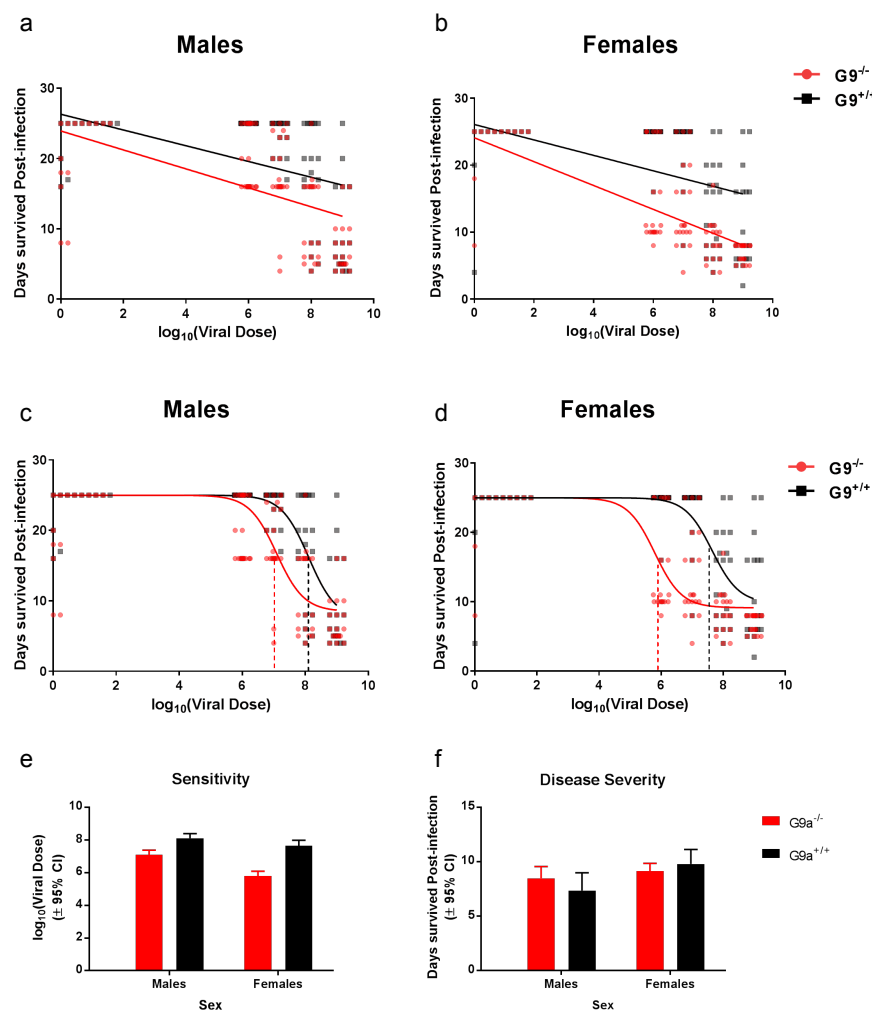 a
Males
b
Females
G9-/-
G9+/+
Days survived Post-infection
30
20
10
0
0
2
4
6
8
10
log10(Viral Dose)
Days survived Post-infection
30
20
10
0
0
2
4
6
8
10
log10(Viral Dose)
c
Males
d
Females
G9-/-
G9+/+
Days survived Post-infection
30
20
10
0
0
2
4
6
8
10
log10(Viral Dose)
Days survived Post-infection
30
20
10
0
0
2
4
6
8
10
log10(Viral Dose)
e
Sensitivity
log10(Viral Dose)
(± 95% CI)
10
8
6
4
2
0
Males
Females
Sex
f
Disease Severity
Days survived Post-infection
(± 95% CI)
15
10
5
0
Males
Females
Sex
G9a-/-
G9a+/+